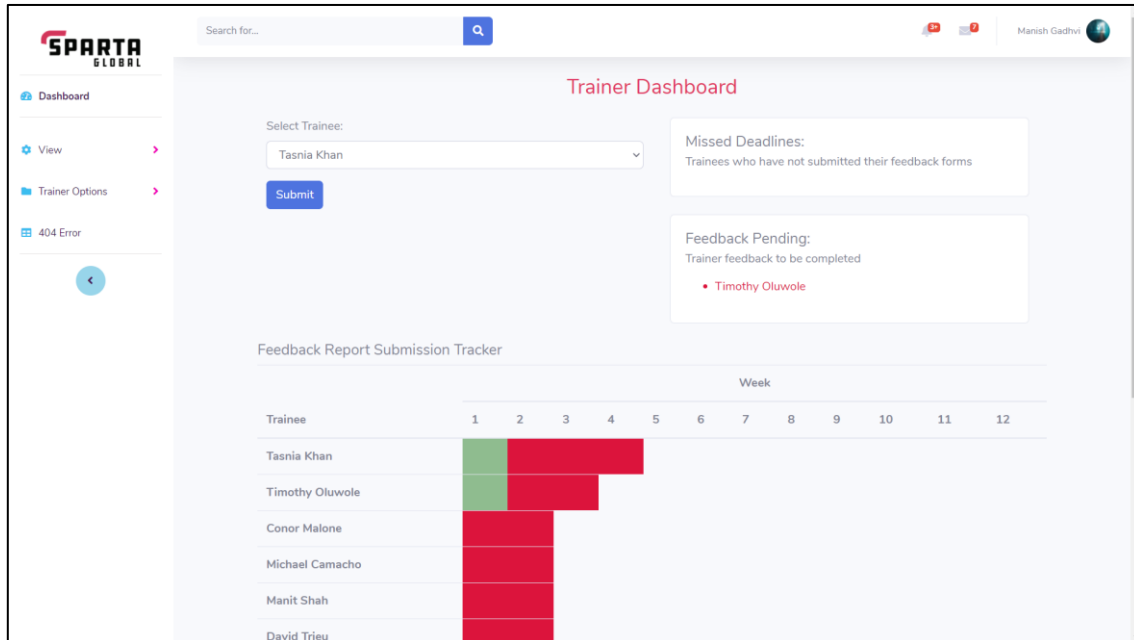 SPARTA
GLOBAL
Search for...
3+
7
Manish Gadhvi
Dashboard
View
Trainer Options
404 Error
Trainer Dashboard
Select Trainee:
Tasnia Khan
Submit
Missed Deadlines:
Trainees who have not submitted their feedback forms
Feedback Pending:
Trainer feedback to be completed
• Timothy Oluwole
Feedback Report Submission Tracker
Week
Trainee 1 2 3 4 5 6 7 8 9 10 11 12
Tasnia Khan
Timothy Oluwole
Conor Malone
Michael Camacho
Manit Shah
David Trieu